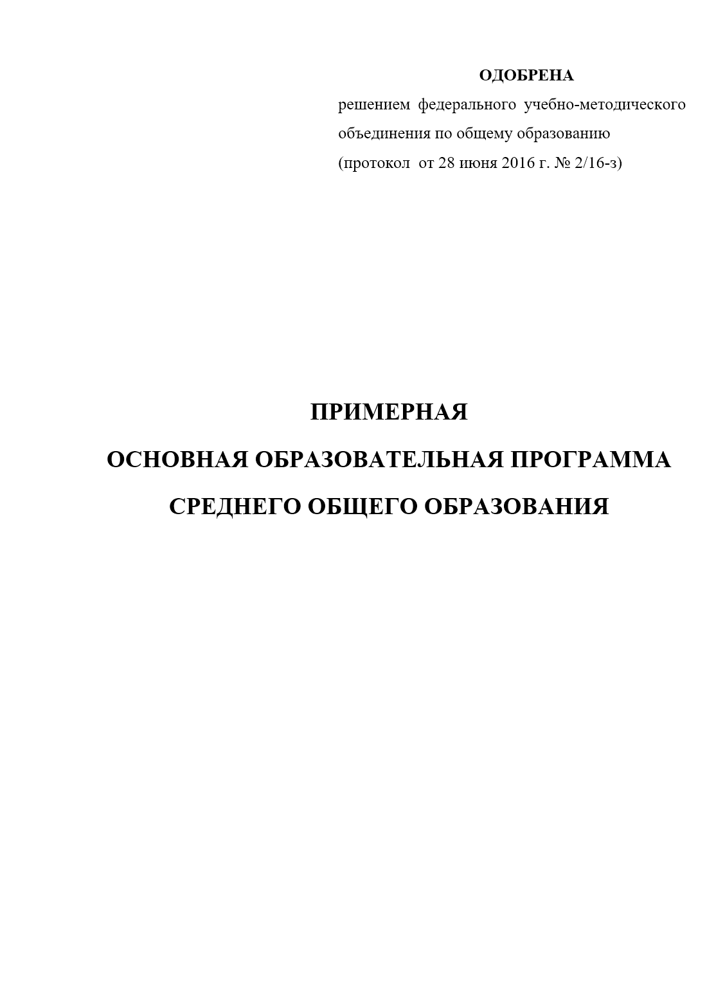 ОДОБРЕНА
решением федерального учебно-методического
объединения по общему образованию
(протокол от 28 июня 2016 г. № 2/16-з)
ПРИМЕРНАЯ
ОСНОВНАЯ ОБРАЗОВАТЕЛЬНАЯ ПРОГРАММА
СРЕДНЕГО ОБЩЕГО ОБРАЗОВАНИЯ